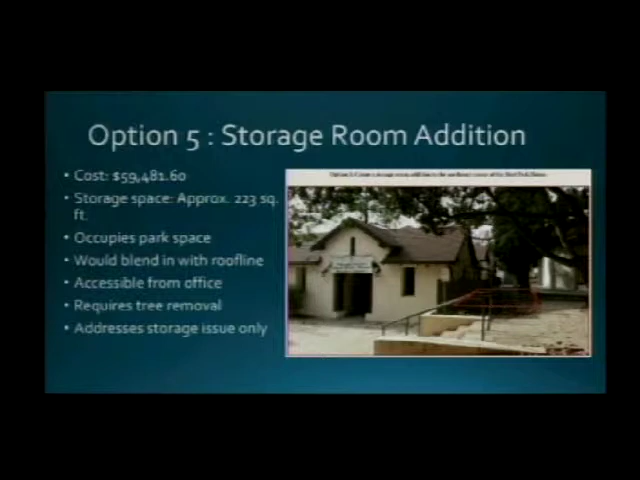 Option 5 : Storage Room Addition
• Cost: $59,481.60
• Storage space: Approx. 223 sq.
ft.
• Occupies park space
• Would blend in with roofline
• Accessible from office
• Requires tree removal
• Addresses storage issue only